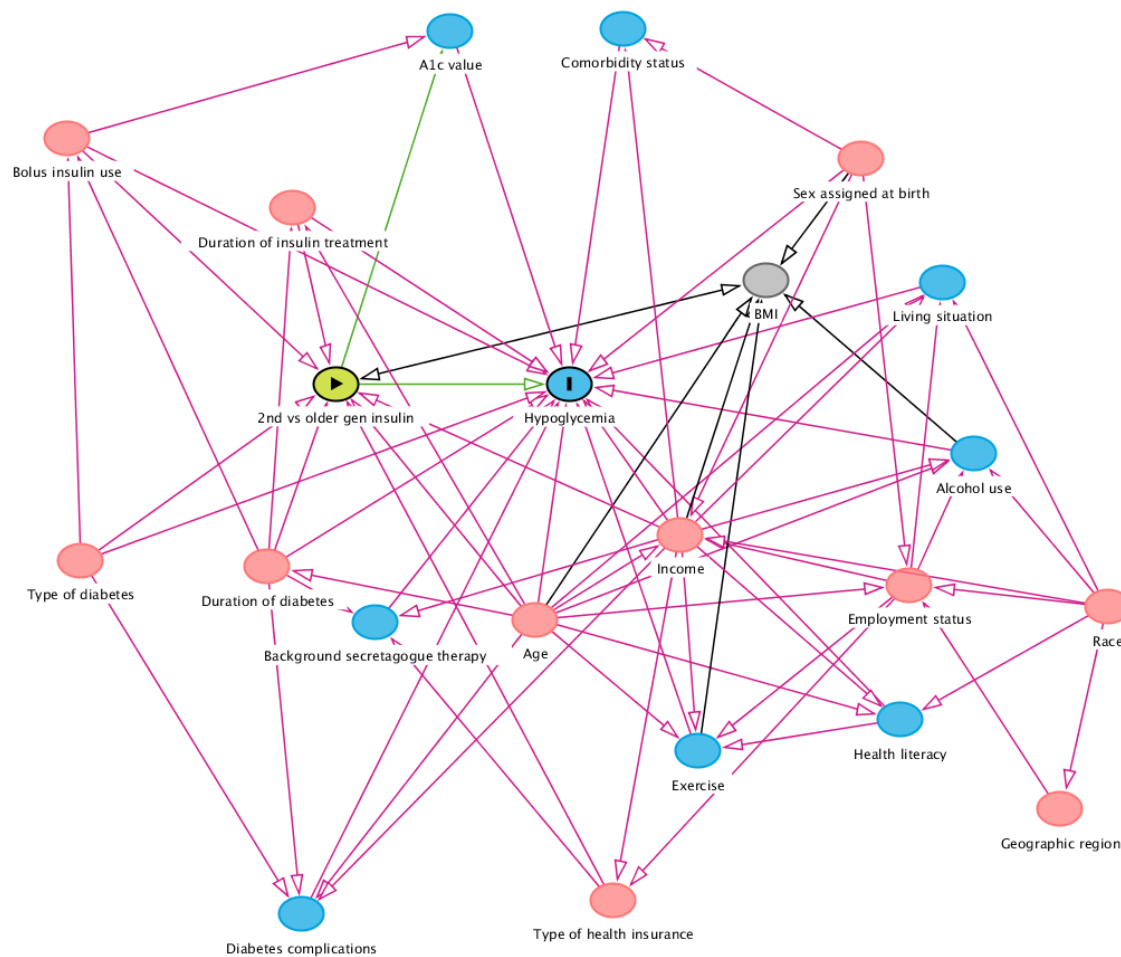 A1c value
Comorbidity status
Bolus insulin use
Sex assigned at birth
Duration of insulin treatment
BMI
Living situation
2nd vs older gen insulin
Hypoglycemia
Alcohol use
Type of diabetes
Duration of diabetes
Income
Employment status
Race
Background secretagogue therapy
Age
Health literacy
Exercise
Geographic region
Type of health insurance
Diabetes complications